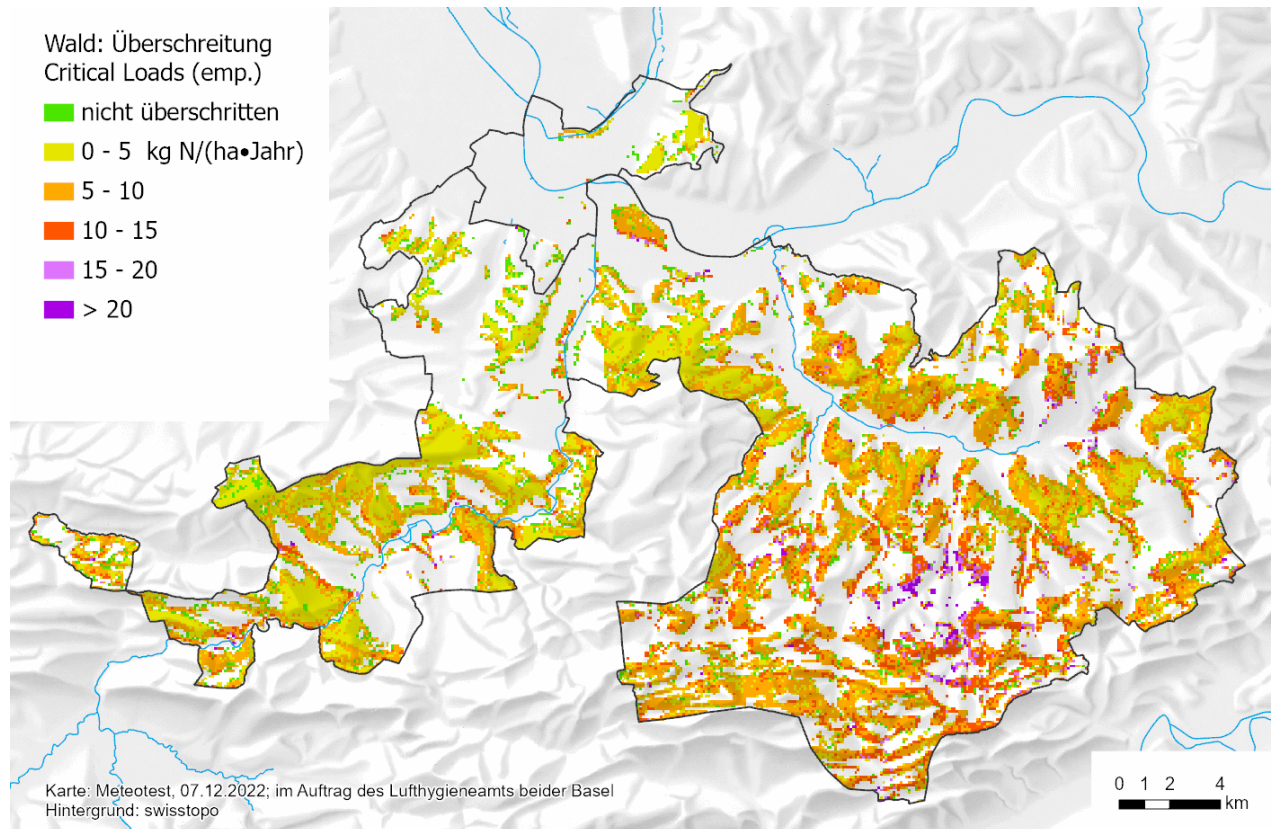 Wald: Überschreitung
Critical Loads (emp.)
nicht überschritten
0 - 5 kg N/(ha•Jahr)
5 - 10
10 - 15
15 - 20
> 20
Karte: Meteotest, 07.12.2022; im Auftrag des Lufthygieneamts beider Basel
Hintergrund: swisstopo
0 1 2 4
km